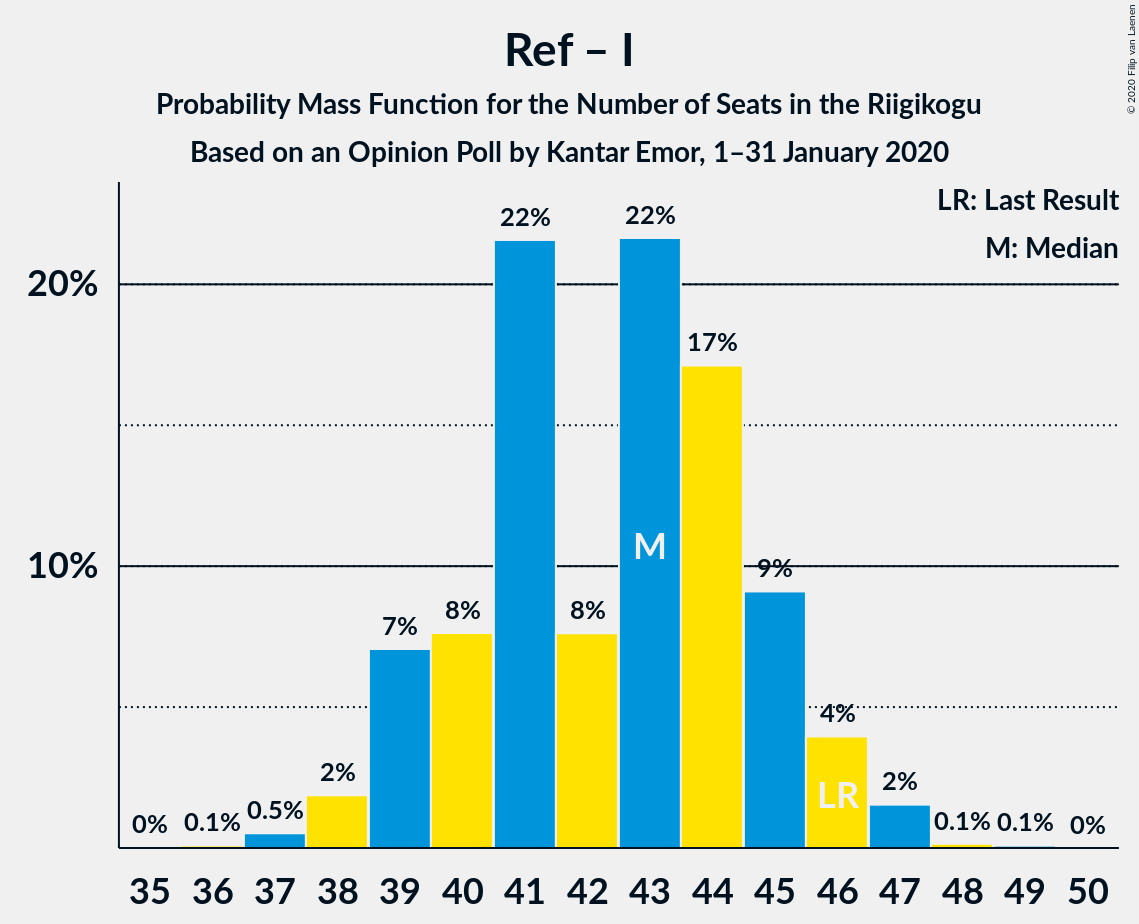 Ref – I
Probability Mass Function for the Number of Seats in the Riigikogu
Based on an Opinion Poll by Kantar Emor, 1–31 January 2020
© 2020 Filip van Laenen
LR: Last Result
M: Median
20%
10%
0%
0.1%
0.5%
2%
7%
8%
22%
8%
22%
17%
9%
4%
2%
0.1%
0.1%
0%
M
LR
35 36 37 38 39 40 41 42 43 44 45 46 47 48 49 50